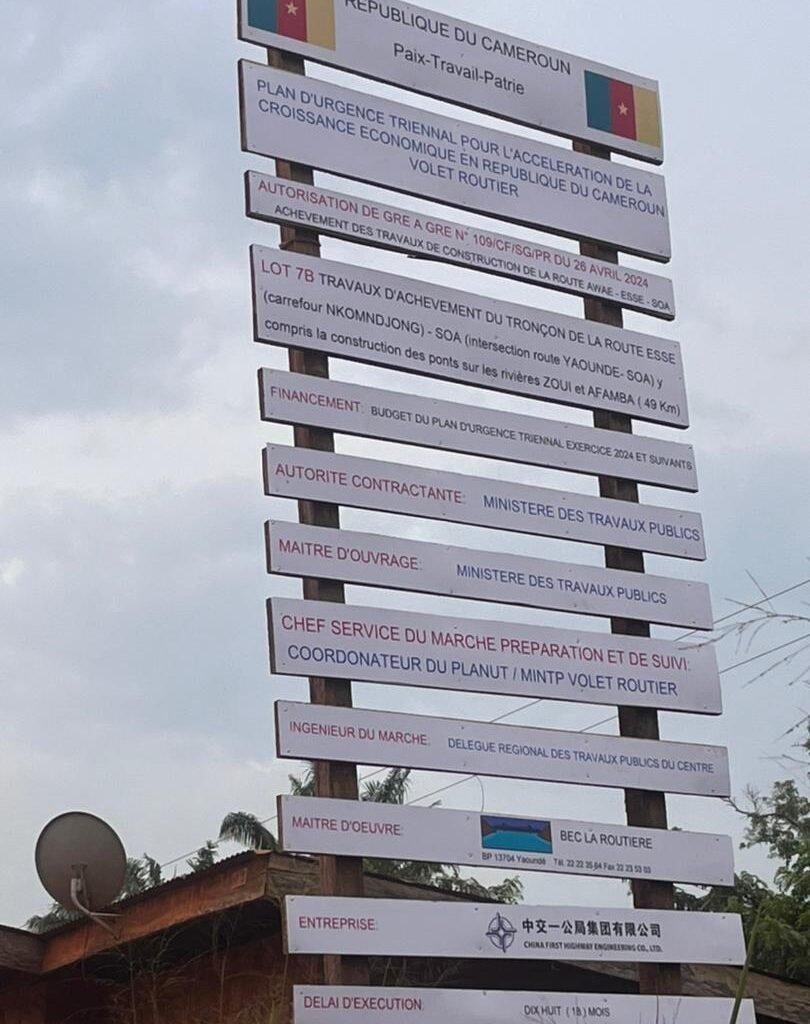 REPUBLIQUE DU CAMEROUN
Paix-Travail-Patrie
PLAN D'URGENCE TRIENNAL POUR L'ACCELERATION DE LA
CROISSANCE ECONOMIQUE EN REPUBLIQUE DU CAMEROUN
VOLET ROUTIER
AUTORISATION DE GRE A GRE N° 109/CF/SG/PR DU 26 AVRIL 2024
ACHEVEMENT DES TRAVAUX DE CONSTRUCTION DE LA ROUTE AWAE - ESSE - SOA
LOT 7B TRAVAUX D'ACHEVEMENT DU TRONÇON DE LA ROUTE ESSE
(carrefour NKOMNDJONG) - SOA (intersection route YAOUNDE- SOA) y
compris la construction des ponts sur les rivières ZOUI et AFAMBA ( 49 Km)
FINANCEMENT: BUDGET DU PLAN D'URGENCE TRIENNAL EXERCICE 2024 ET SUIVANTS
AUTORITE CONTRACTANTE: MINISTERE DES TRAVAUX PUBLICS
MAITRE D'OUVRAGE: MINISTERE DES TRAVAUX PUBLICS
CHEF SERVICE DU MARCHE PREPARATION ET DE SUIVI:
COORDONATEUR DU PLANUT / MINTP VOLET ROUTIER
INGENIEUR DU MARCHE: DELEGUE REGIONAL DES TRAVAUX PUBLICS DU CENTRE
MAITRE D'OEUVRE: BEC LA ROUTIERE
BP 13704 Yaoundé Tél. 22 22 35 64 Fax 22 23 53 03
ENTREPRISE: 中交一公局集团有限公司
CHINA FIRST HIGHWAY ENGINEERING CO., LTD.
DELAI D'EXECUTION: DIX HUIT ( 18 ) MOIS